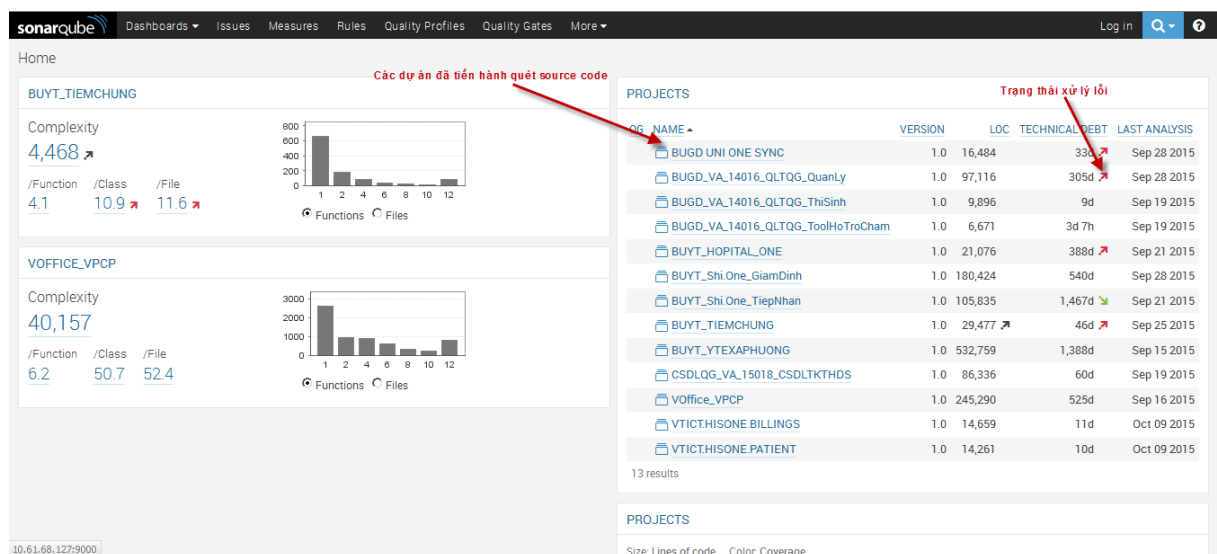 sonarqube Dashboards Issues Measures Rules Quality Profiles Quality Gates More Log in
Home
Các dự án đã tiến hành quét source code
Trạng thái xử lý lỗi
BUYT_TIEMCHUNG
Complexity
4,468
/Function /Class /File
4.1 10.9 11.6
800
600
400
200
0
1 2 4 6 8 10 12
Functions Files
VOFFICE_VPCP
Complexity
40,157
/Function /Class /File
6.2 50.7 52.4
3000
2000
1000
0
1 2 4 6 8 10 12
Functions Files
PROJECTS
QG NAME VERSION LOC TECHNICAL DEBT LAST ANALYSIS
BUGD UNI ONE SYNC 1.0 16,484 33d Sep 28 2015
BUGD_VA_14016_QLTQG_QuanLy 1.0 97,116 305d Sep 28 2015
BUGD_VA_14016_QLTQG_ThiSinh 1.0 9,896 9d Sep 19 2015
BUGD_VA_14016_QLTQG_ToolHoTroCham 1.0 6,671 3d 7h Sep 19 2015
BUYT_HOPITAL_ONE 1.0 21,076 388d Sep 21 2015
BUYT_Shi.One_GiamDinh 1.0 180,424 540d Sep 28 2015
BUYT_Shi.One_TiepNhan 1.0 105,835 1,467d Sep 21 2015
BUYT_TIEMCHUNG 1.0 29,477 46d Sep 25 2015
BUYT_YTEXAPHUONG 1.0 532,759 1,388d Sep 15 2015
CSDLQG_VA_15018_CSDLTKTHDS 1.0 86,336 60d Sep 19 2015
VOffice_VPCP 1.0 245,290 525d Sep 16 2015
VTICT.HISONE.BILLINGS 1.0 14,659 11d Oct 09 2015
VTICT.HISONE.PATIENT 1.0 14,261 10d Oct 09 2015
13 results
PROJECTS
Size: Lines of code Color: Coverage
10.61.68.127:9000